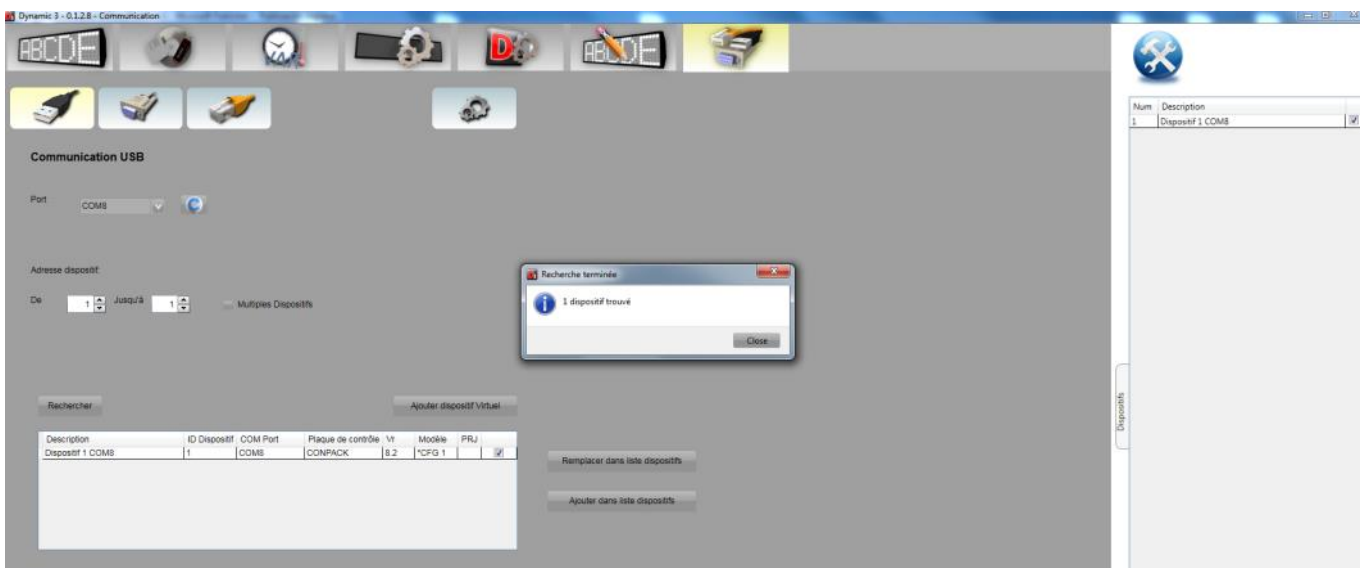 Dynamic 3 - 0.1.2.8 - Communication
ABCDE
D
ABCDE
Num Description
1 Dispositif 1 COM8
Communication USB
Port COM8
Adresse dispositif
De 1 Jusqu'à 1 Multiples Dispositifs
Recherche terminée
1 dispositif trouvé
Close
Dispositifs
Rechercher Ajouter dispositif Virtuel
Description ID Dispositif COM Port Plaque de contrôle Vr Modèle PRJ
Dispositif 1 COM8 1 COM8 CONPACK 8.2 *CFG 1
Remplacer dans liste dispositifs
Ajouter dans liste dispositifs